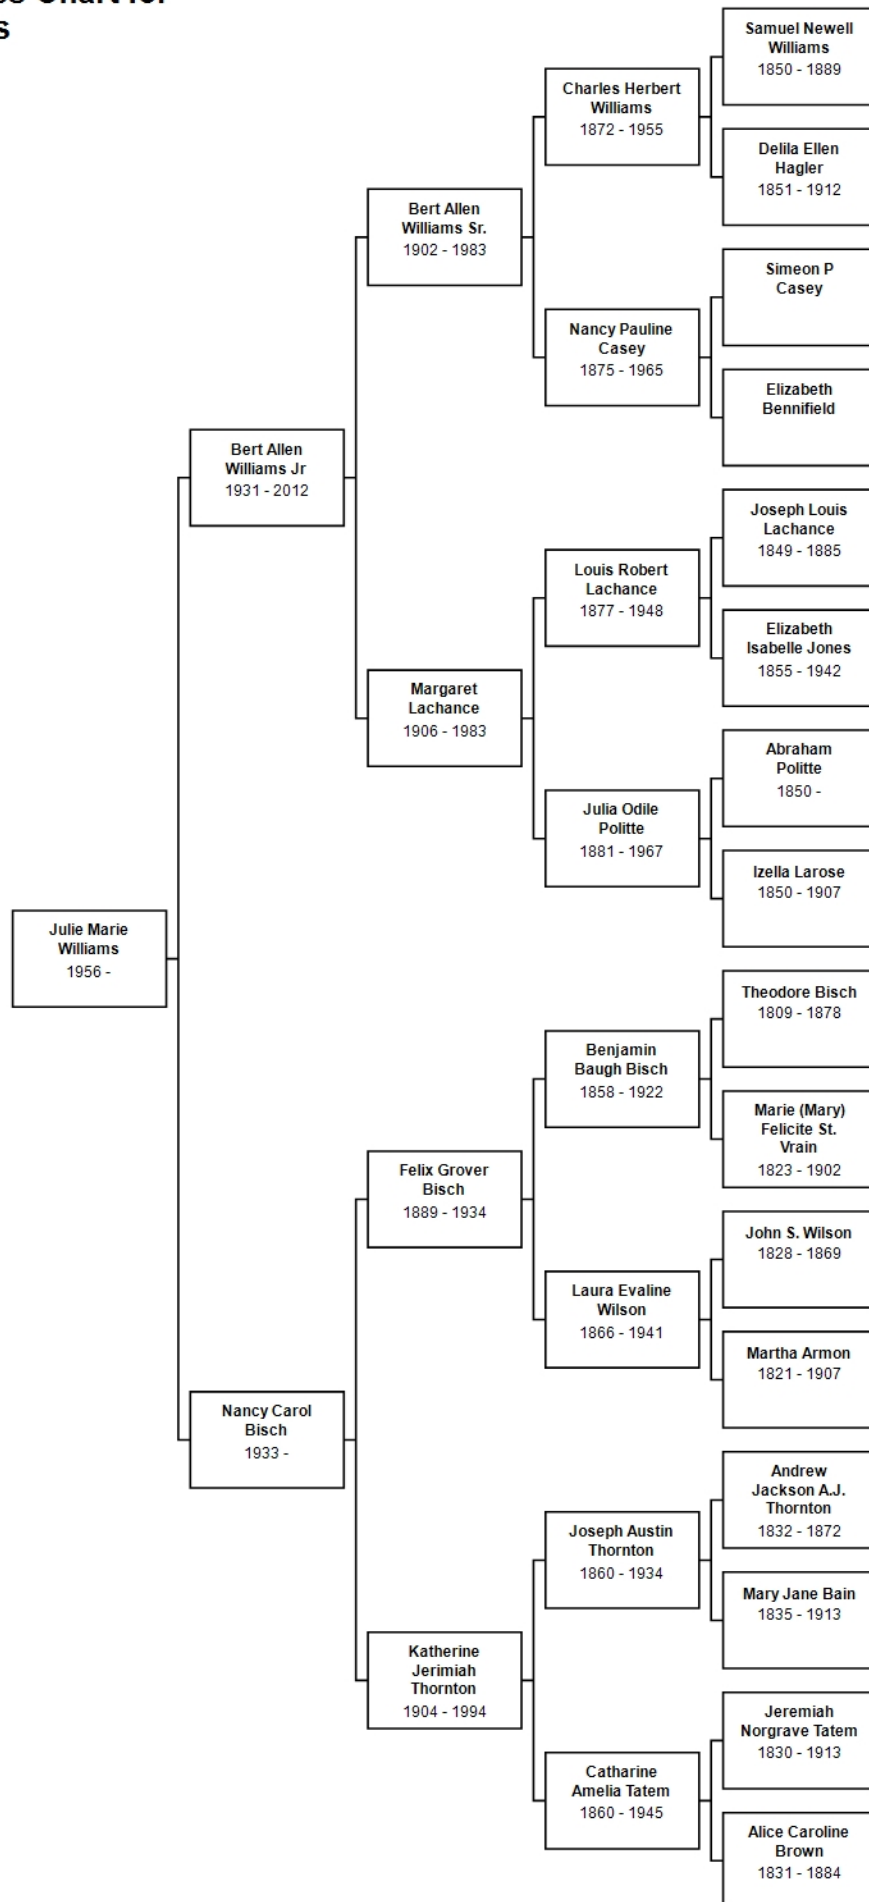 s
Samuel Newell
Williams
1850 - 1889
Charles Herbert
Williams
1872 - 1955
Delila Ellen
Hagler
1851 - 1912
Bert Allen
Williams Sr.
1902 - 1983
Simeon P
Casey
Nancy Pauline
Casey
1875 - 1965
Elizabeth
Bennifield
Bert Allen
Williams Jr
1931 - 2012
Joseph Louis
Lachance
1849 - 1885
Louis Robert
Lachance
1877 - 1948
Elizabeth
Isabelle Jones
1855 - 1942
Margaret
Lachance
1906 - 1983
Abraham
Politte
1850 -
Julia Odile
Politte
1881 - 1967
Izella Larose
1850 - 1907
Julie Marie
Williams
1956 -
Theodore Bisch
1809 - 1878
Benjamin
Baugh Bisch
1858 - 1922
Marie (Mary)
Felicite St.
Vrain
1823 - 1902
Felix Grover
Bisch
1889 - 1934
John S. Wilson
1828 - 1869
Laura Evaline
Wilson
1866 - 1941
Martha Armon
1821 - 1907
Nancy Carol
Bisch
1933 -
Andrew
Jackson A.J.
Thornton
1832 - 1872
Joseph Austin
Thornton
1860 - 1934
Mary Jane Bain
1835 - 1913
Katherine
Jerimiah
Thornton
1904 - 1994
Jeremiah
Norgrave Tatem
1830 - 1913
Catharine
Amelia Tatem
1860 - 1945
Alice Caroline
Brown
1831 - 1884